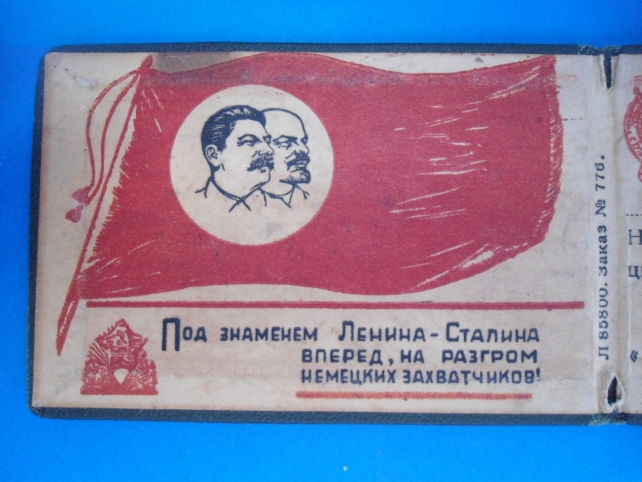 Под знаменем Ленина-Сталина
вперед, на разгром
немецких захватчиков!
Л 85800. Заказ № 776.
Н
ц
«